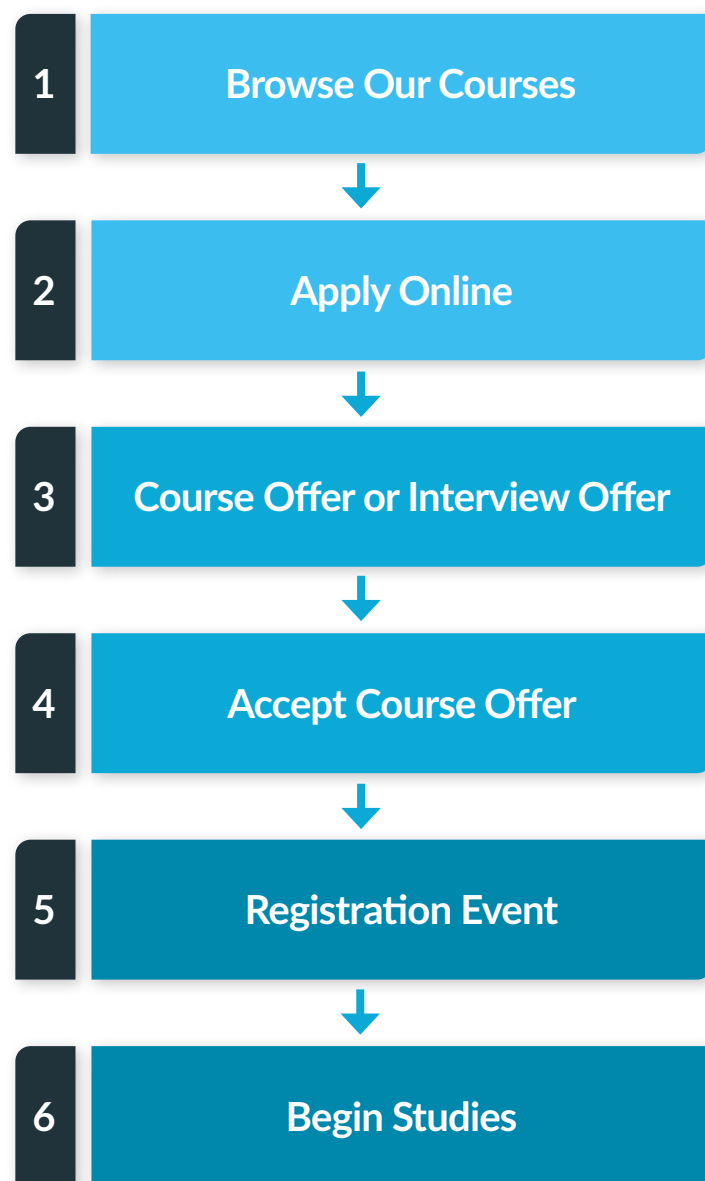 1
Browse Our Courses
2
Apply Online
3
Course Offer or Interview Offer
4
Accept Course Offer
5
Registration Event
6
Begin Studies